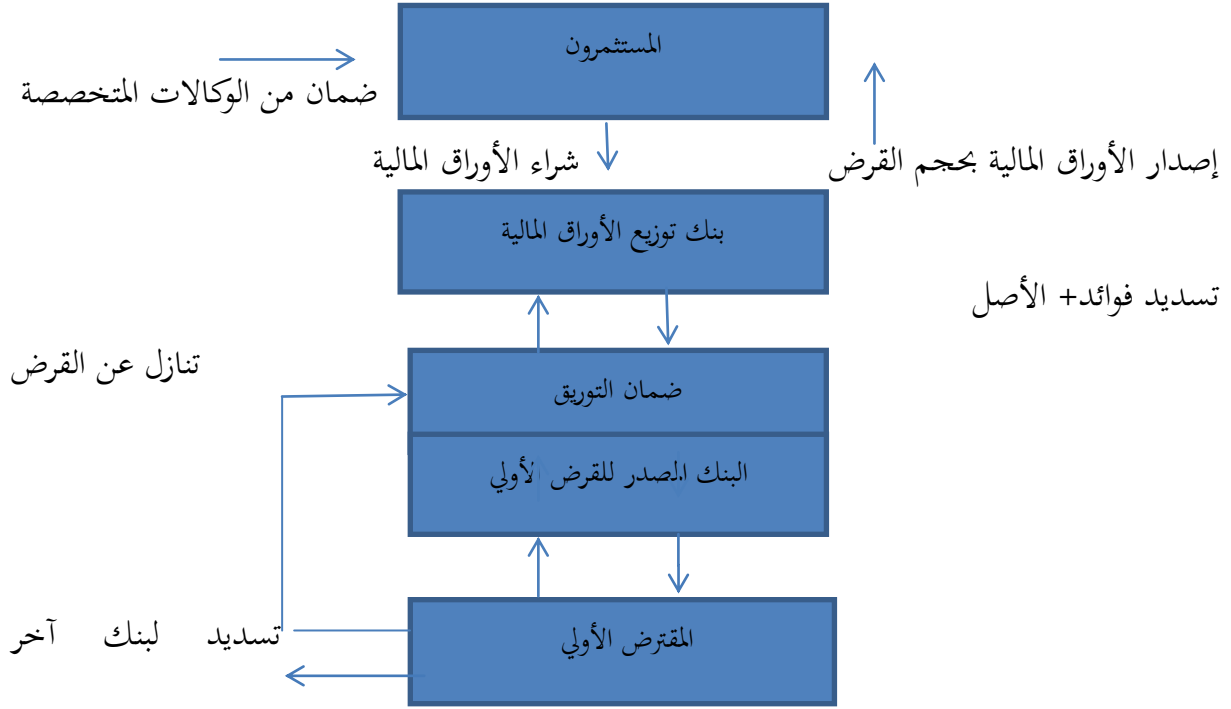 المستثمرون
ضمان من الوكالات المتخصصة
إصدار الأوراق المالية بحجم القرض
شراء الأوراق المالية
بنك توزيع الأوراق المالية
تسديد فوائد+ الأصل
تنازل عن القرض
ضمان التوريق
البنك المصدر للقرض الأولي
المقترض الأولي
تسديد لبنك آخر